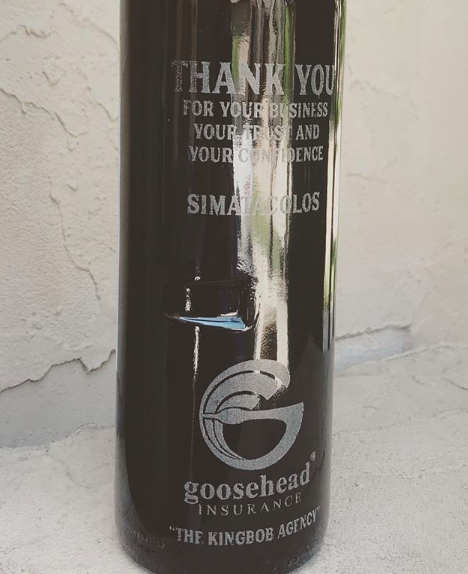 THANK YOU
FOR YOUR BUSINESS
YOUR TRUST AND
YOUR CONFIDENCE
goosehead®
INSURANCE
"THE KINGBOB AGENCY"